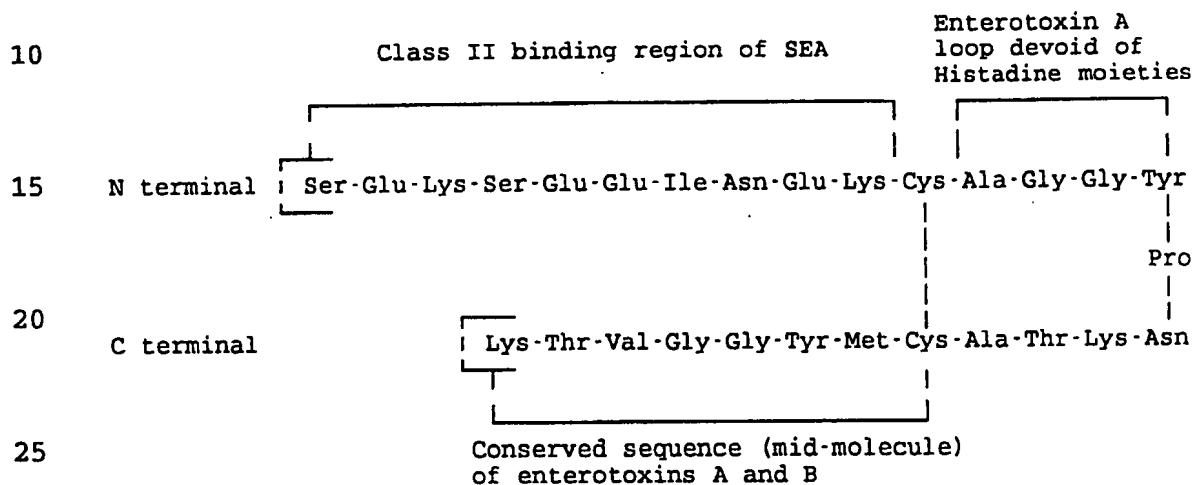 10
Class II binding region of SEA
Enterotoxin A
loop devoid of
Histadine moieties
15 N terminal Ser-Glu-Lys-Ser-Glu-Glu-Ile-Asn-Glu-Lys-Cys-Ala-Gly-Gly-Tyr
Pro
20
C terminal Lys-Thr-Val-Gly-Gly-Tyr-Met-Cys-Ala-Thr-Lys-Asn
25
Conserved sequence (mid-molecule)
of enterotoxins A and B